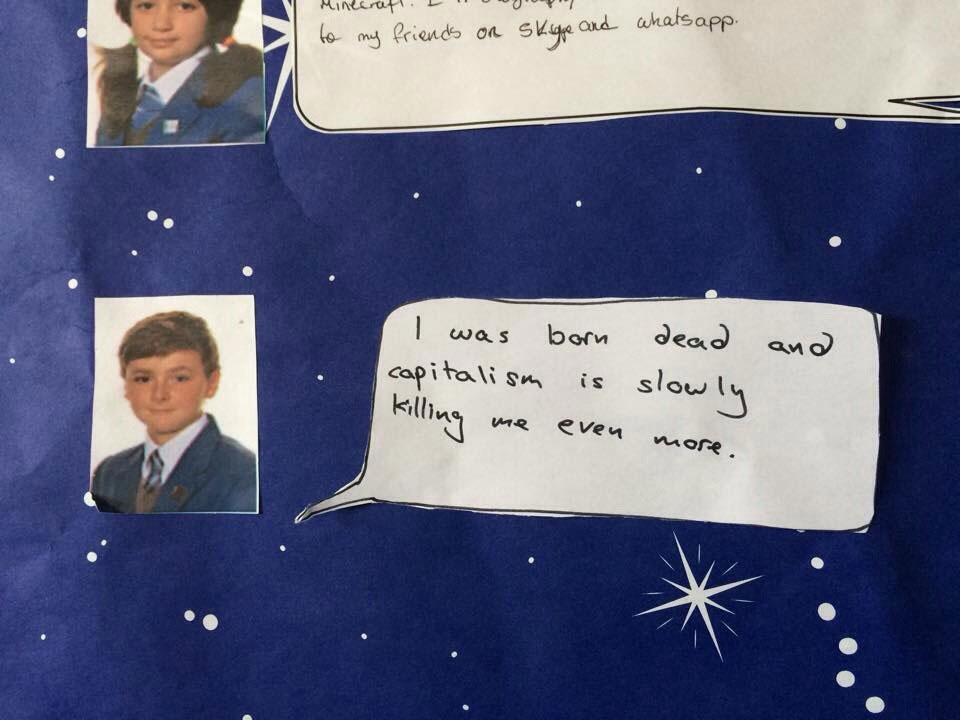 Minecraft. I
to my friends on Skype and whatsapp.
I was born dead and
capitalism is slowly
killing me even more.